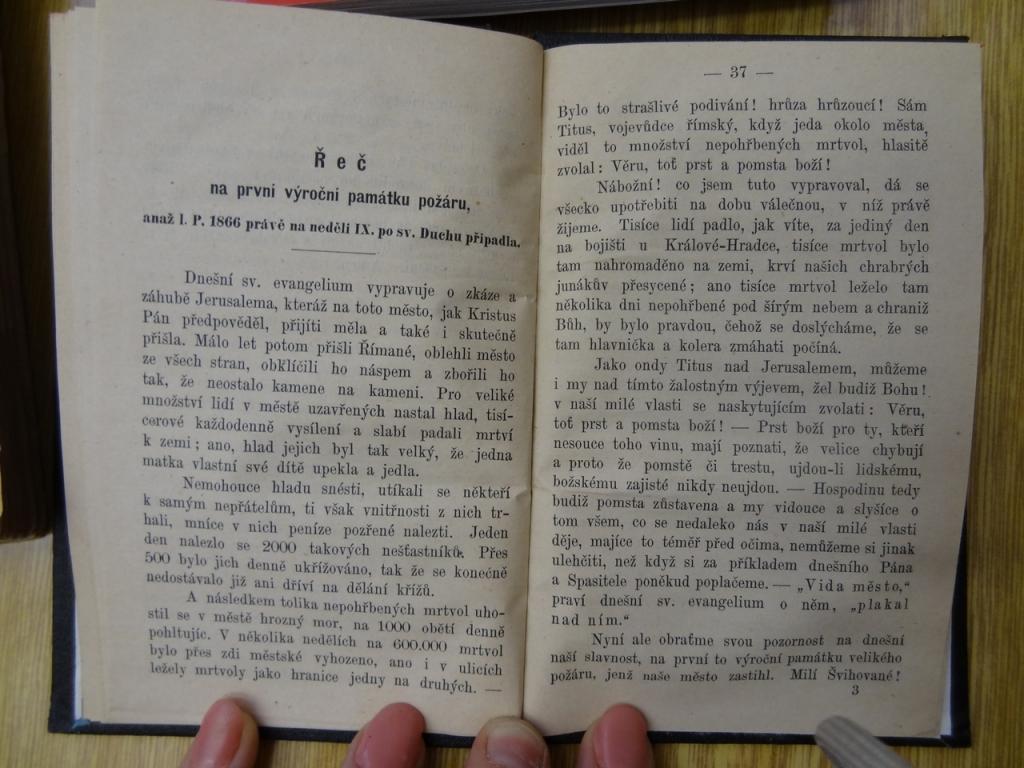 Řeč
na první výroční památku požáru,
anaž l. P. 1866 právě na neděli IX. po sv. Duchu připadla.
Dnešní sv. evangelium vypravuje o zkáze a
záhubě Jerusalema, kteráž na toto město, jak Kristus
Pán předpověděl, přijíti měla a také i skutečně
přišla. Málo let potom přišli Římané, oblehli město
ze všech stran, obklíčili ho náspem a zbořili ho
tak, že neostalo kamene na kameni. Pro veliké
množství lidí v městě uzavřených nastal hlad, tisí-
cerové každodenně vysílení a slabí padali mrtví
k zemi; ano, hlad jejich byl tak velký, že jedna
matka vlastní své dítě upekla a jedla.
Nemohouce hladu snésti, utíkali se někteří
k samým nepřátelům, ti však vnitřnosti z nich tr-
hali, mníce v nich peníze pozřené nalezti. Jeden
den nalezlo se 2000 takových nešťastníků. Přes
500 bylo jich denně ukřížováno, tak že se konečně
nedostávalo již ani dříví na dělání křížů.
A následkem tolika nepohřbených mrtvol uho-
stil se v městě hrozný mor, na 1000 obětí denně
pohltujíc. V několika nedělích na 600.000 mrtvol
bylo přes zdi městské vyhozeno, ano i v ulicích
ležely mrtvoly jako hranice jedny na druhých. —
— 37 —
Bylo to strašlivé podivání! hrůza hrůzoucí! Sám
Titus, vojevůdce římský, když jeda okolo města,
viděl to množství nepohřbených mrtvol, hlasitě
zvolal: Věru, toť prst a pomsta boží!
Nábožní! co jsem tuto vypravoval, dá se
všecko upotřebiti na dobu válečnou, v níž právě
žijeme. Tisíce lidí padlo, jak víte, za jediný den
na bojišti u Králové-Hradce, tisíce mrtvol bylo
tam nahromaděno na zemi, krví našich chrabrých
junákův přesycené; ano tisíce mrtvol leželo tam
několika dni nepohřbené pod šírým nebem a chraniž
Bůh, by bylo pravdou, čehož se doslýcháme, že se
tam hlavnička a kolera zmáhati počíná.
Jako ondy Titus nad Jerusalemem, můžeme
i my nad tímto žalostným výjevem, žel budiž Bohu!
v naší milé vlasti se naskytujícím zvolati: Věru,
toť prst a pomsta boží! — Prst boží pro ty, kteří
nesouce toho vinu, mají poznati, že velice chybují
a proto že pomstě či trestu, ujdou-li lidskému,
božskému zajisté nikdy neujdou. — Hospodinu tedy
budiž pomsta zůstavena a my vidouce a slyšíce o
tom všem, co se nedaleko nás v naší milé vlasti
děje, majíce to téměř před očima, nemůžeme si jinak
ulehčiti, než když si za příkladem dnešního Pána
a Spasitele poněkud popláčeme. — „Vida město,“
praví dnešní sv. evangelium o něm, „plakal
nad ním.“
Nyní ale obraťme svou pozornost na dnešní
naší slavnost, na první to výroční památku velikého
požáru, jenž naše město zastihl. Milí Švihované!
3